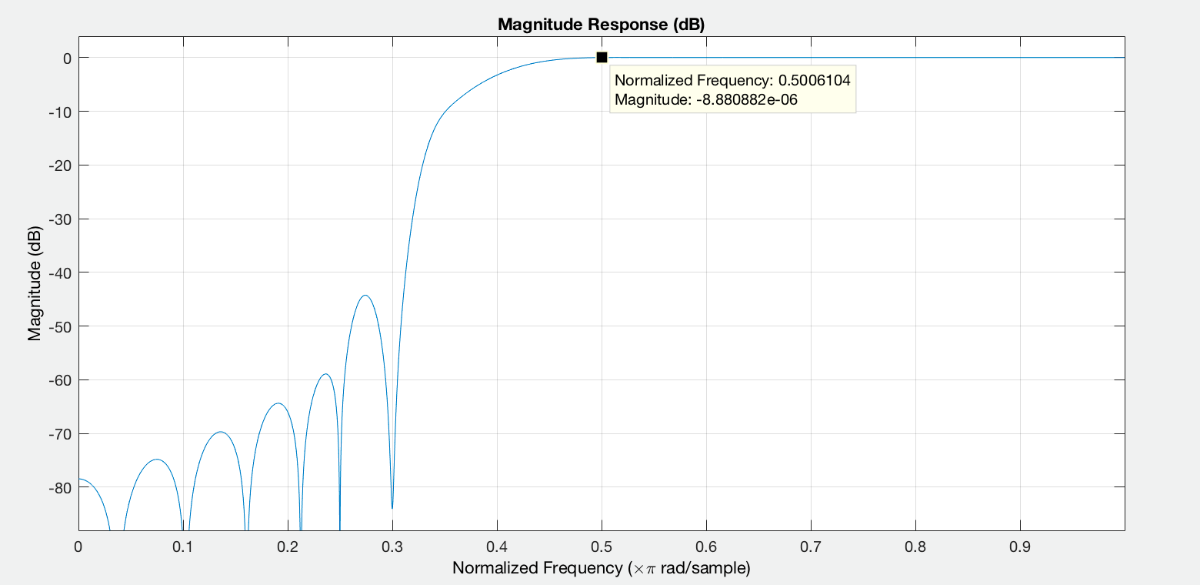 Magnitude Response (dB)
0
Normalized Frequency: 0.5006104
Magnitude: -8.880882e-06
-10
-20
-30
-40
-50
-60
-70
-80
Magnitude (dB)
0 0.1 0.2 0.3 0.4 0.5 0.6 0.7 0.8 0.9
Normalized Frequency (×π rad/sample)